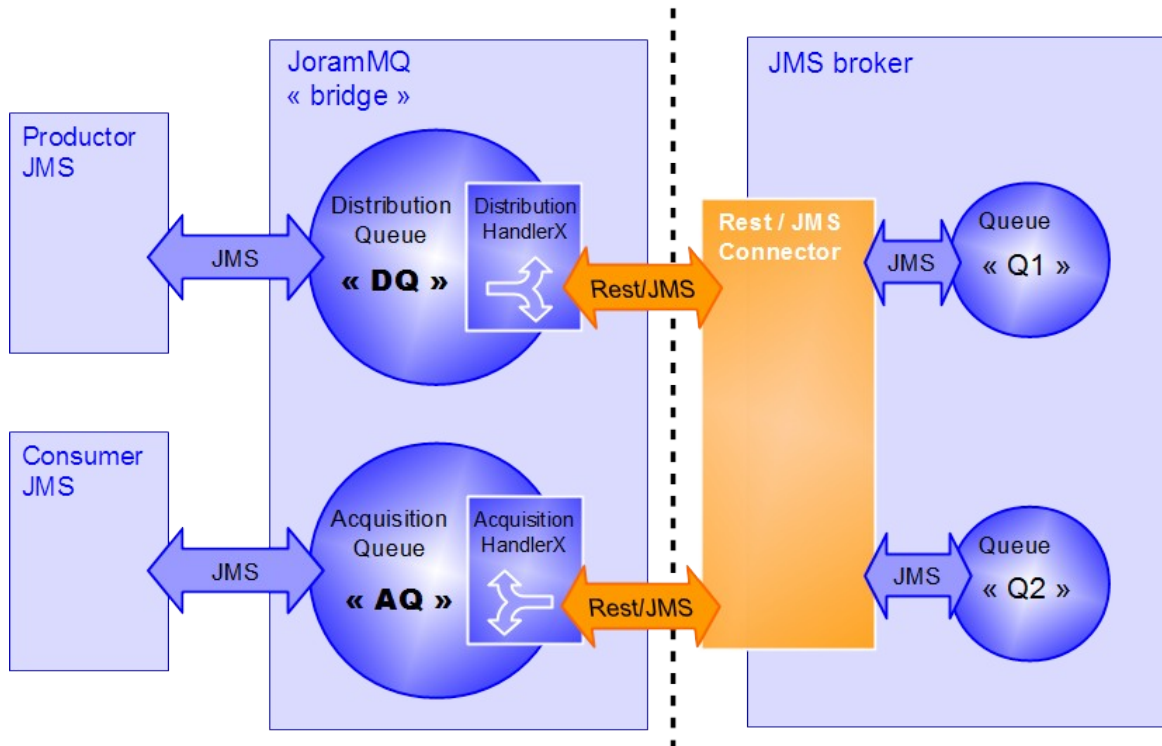 JoramMQ
« bridge »
JMS broker
Productor
JMS
JMS
Distribution
Queue
« DQ »
Distribution
HandlerX
Rest/JMS
Rest / JMS
Connector
JMS
Queue
« Q1 »
Consumer
JMS
JMS
Acquisition
Queue
« AQ »
Acquisition
HandlerX
Rest/JMS
JMS
Queue
« Q2 »